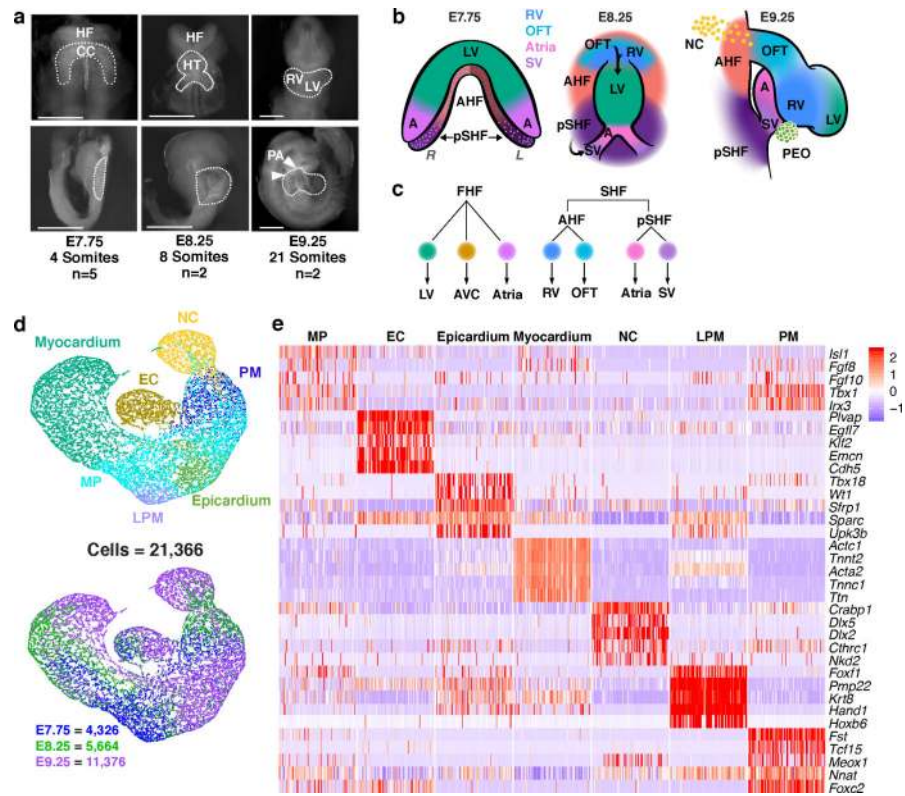 a
HF
CC
HF
HT
RV
LV
PA
E7.75
4 Somites
n=5
E8.25
8 Somites
n=2
E9.25
21 Somites
n=2
b
E7.75
LV
AHF
A
A
pSHF
R
L
RV
OFT
Atria
SV
E8.25
OFT
RV
AHF
LV
pSHF
A
SV
E9.25
NC
AHF
OFT
A
RV
SV
LV
pSHF
PEO
c
FHF
SHF
AHF
pSHF
LV
AVC
Atria
RV
OFT
Atria
SV
d
NC
Myocardium
PM
EC
MP
Epicardium
LPM
Cells = 21,366
E7.75 = 4,326
E8.25 = 5,664
E9.25 = 11,376
e
MP EC Epicardium Myocardium NC LPM PM
Isl1
Fgf8
Fgf10
Tbx1
Irx3
Plvap
Egfl7
Klf2
Emcn
Cdh5
Tbx18
Wt1
Sfrp1
Sparc
Upk3b
Actc1
Tnnt2
Acta2
Tnnc1
Ttn
Crabp1
Dlx5
Dlx2
Cthrc1
Nkd2
Foxf1
Pmp22
Krt8
Hand1
Hoxb6
Fst
Tcf15
Meox1
Nnat
Foxc2
2
1
0
−1